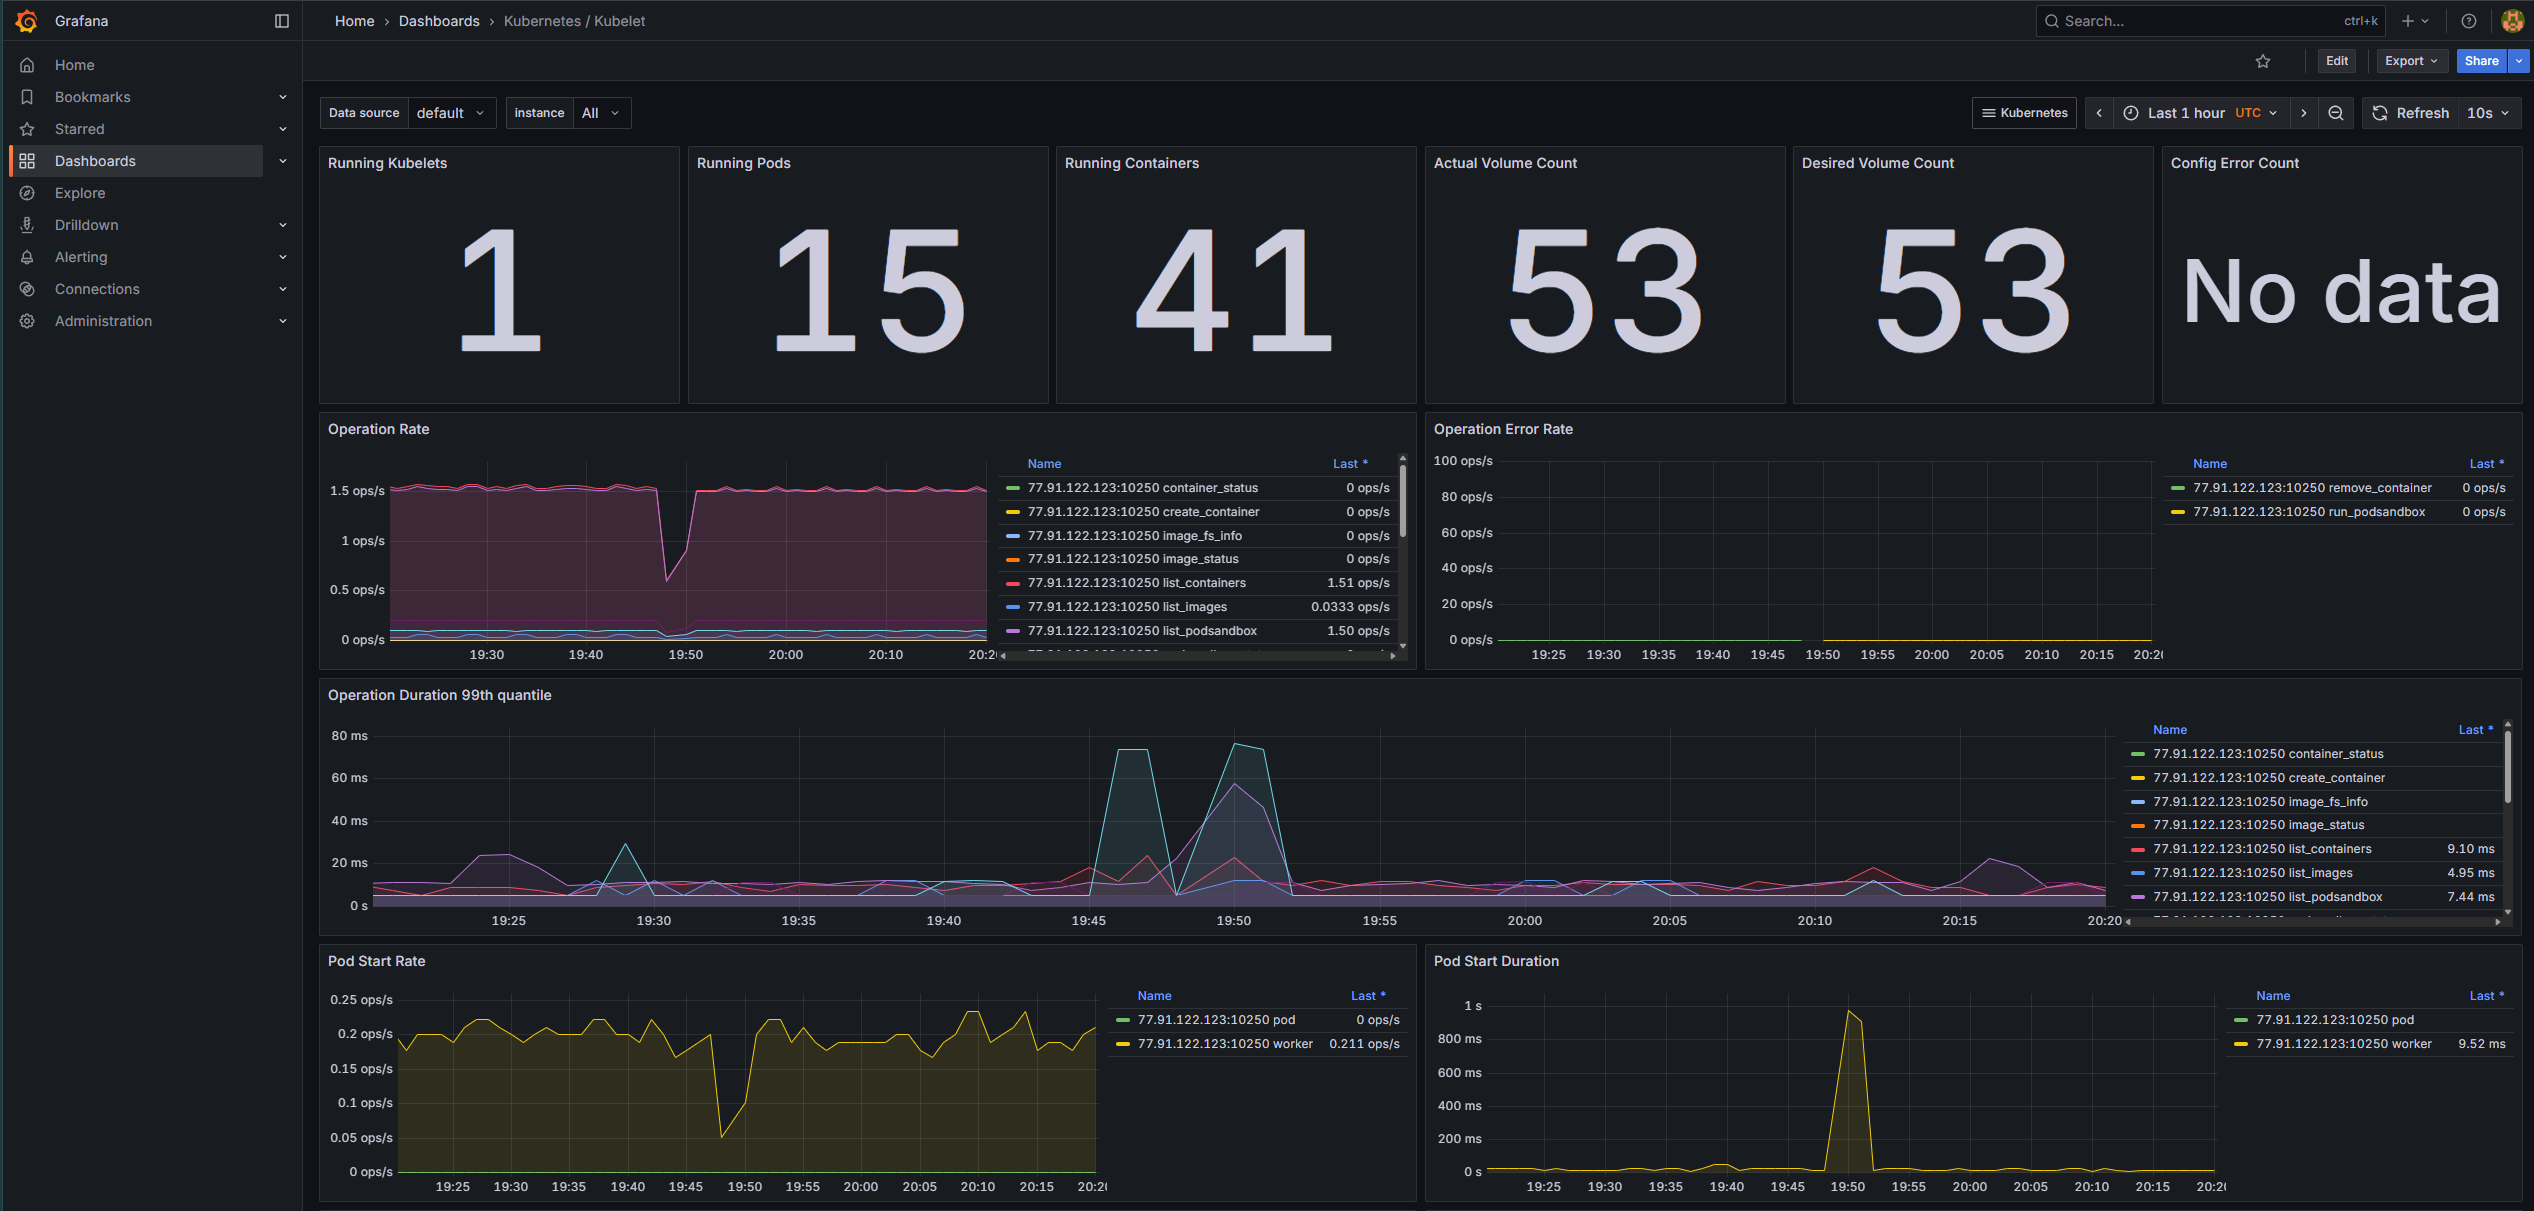 Grafana
Home › Dashboards › Kubernetes / Kubelet
Search...
ctrl+k
Home
Bookmarks
Starred
Dashboards
Explore
Drilldown
Alerting
Connections
Administration
Edit
Export
Share
Data source
default
instance
All
Kubernetes
Last 1 hour UTC
Refresh
10s
Running Kubelets
1
Running Pods
15
Running Containers
41
Actual Volume Count
53
Desired Volume Count
53
Config Error Count
No data
Operation Rate
1.5 ops/s
1 ops/s
0.5 ops/s
0 ops/s
19:30 19:40 19:50 20:00 20:10
Name Last *
77.91.122.123:10250 container_status 0 ops/s
77.91.122.123:10250 create_container 0 ops/s
77.91.122.123:10250 image_fs_info 0 ops/s
77.91.122.123:10250 image_status 0 ops/s
77.91.122.123:10250 list_containers 1.51 ops/s
77.91.122.123:10250 list_images 0.0333 ops/s
77.91.122.123:10250 list_podsandbox 1.50 ops/s
Operation Error Rate
100 ops/s
80 ops/s
60 ops/s
40 ops/s
20 ops/s
0 ops/s
19:25 19:30 19:35 19:40 19:45 19:50 19:55 20:00 20:05 20:10 20:15
Name Last *
77.91.122.123:10250 remove_container 0 ops/s
77.91.122.123:10250 run_podsandbox 0 ops/s
Operation Duration 99th quantile
80 ms
60 ms
40 ms
20 ms
0 s
19:25 19:30 19:35 19:40 19:45 19:50 19:55 20:00 20:05 20:10 20:15 20:20
Name Last *
77.91.122.123:10250 container_status
77.91.122.123:10250 create_container
77.91.122.123:10250 image_fs_info
77.91.122.123:10250 image_status
77.91.122.123:10250 list_containers 9.10 ms
77.91.122.123:10250 list_images 4.95 ms
77.91.122.123:10250 list_podsandbox 7.44 ms
Pod Start Rate
0.25 ops/s
0.2 ops/s
0.15 ops/s
0.1 ops/s
0.05 ops/s
0 ops/s
19:25 19:30 19:35 19:40 19:45 19:50 19:55 20:00 20:05 20:10 20:15
Name Last *
77.91.122.123:10250 pod 0 ops/s
77.91.122.123:10250 worker 0.211 ops/s
Pod Start Duration
1 s
800 ms
600 ms
400 ms
200 ms
0 s
19:25 19:30 19:35 19:40 19:45 19:50 19:55 20:00 20:05 20:10 20:15
Name Last *
77.91.122.123:10250 pod
77.91.122.123:10250 worker 9.52 ms